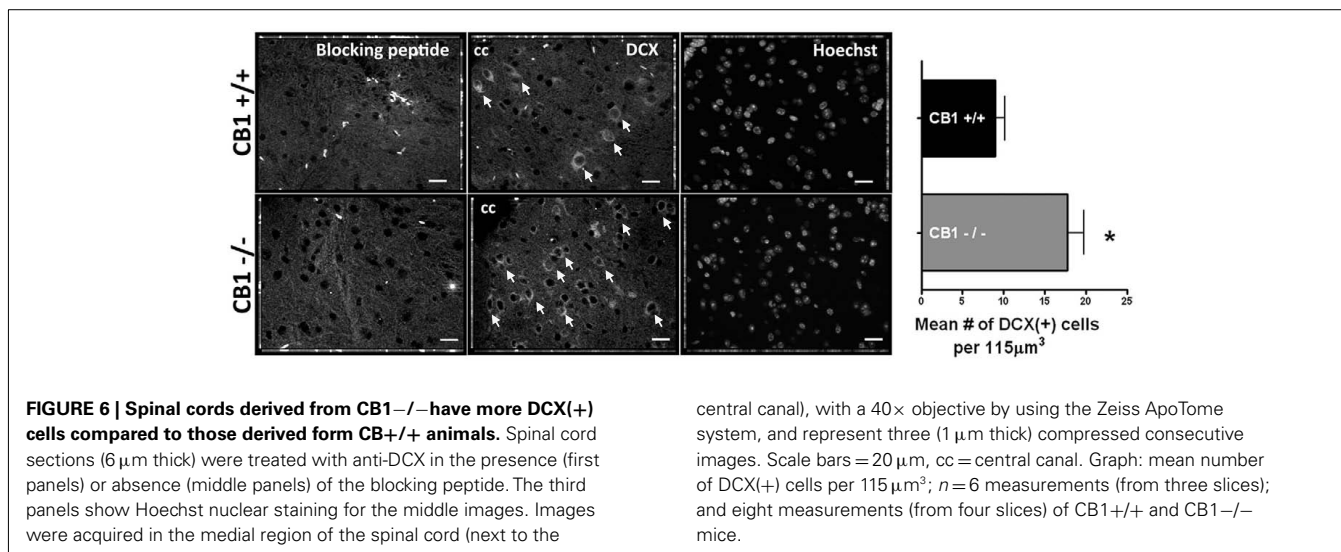 Blocking peptide
cc
DCX
Hoechst
CB1 +/+
CB1 -/-
cc
CB1 +/+
CB1 - / -
*
0 5 10 15 20 25
Mean # of DCX(+) cells
per 115µm³
FIGURE 6 | Spinal cords derived from CB1−/−have more DCX(+)
cells compared to those derived form CB+/+ animals. Spinal cord
sections (6 µm thick) were treated with anti-DCX in the presence (first
panels) or absence (middle panels) of the blocking peptide. The third
panels show Hoechst nuclear staining for the middle images. Images
were acquired in the medial region of the spinal cord (next to the
central canal), with a 40× objective by using the Zeiss ApoTome
system, and represent three (1 µm thick) compressed consecutive
images. Scale bars = 20 µm, cc = central canal. Graph: mean number
of DCX(+) cells per 115 µm³; n = 6 measurements (from three slices);
and eight measurements (from four slices) of CB1+/+ and CB1−/−
mice.